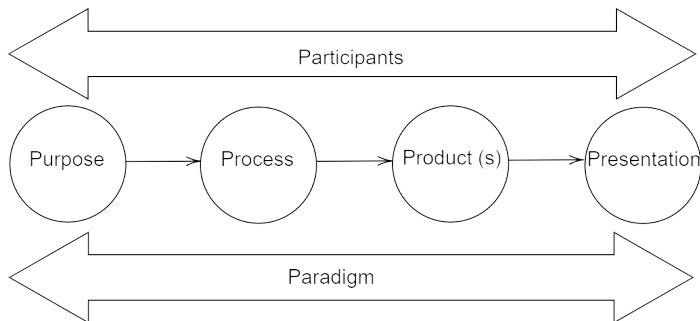 Participants
Purpose
Process
Product (s)
Presentation
Paradigm